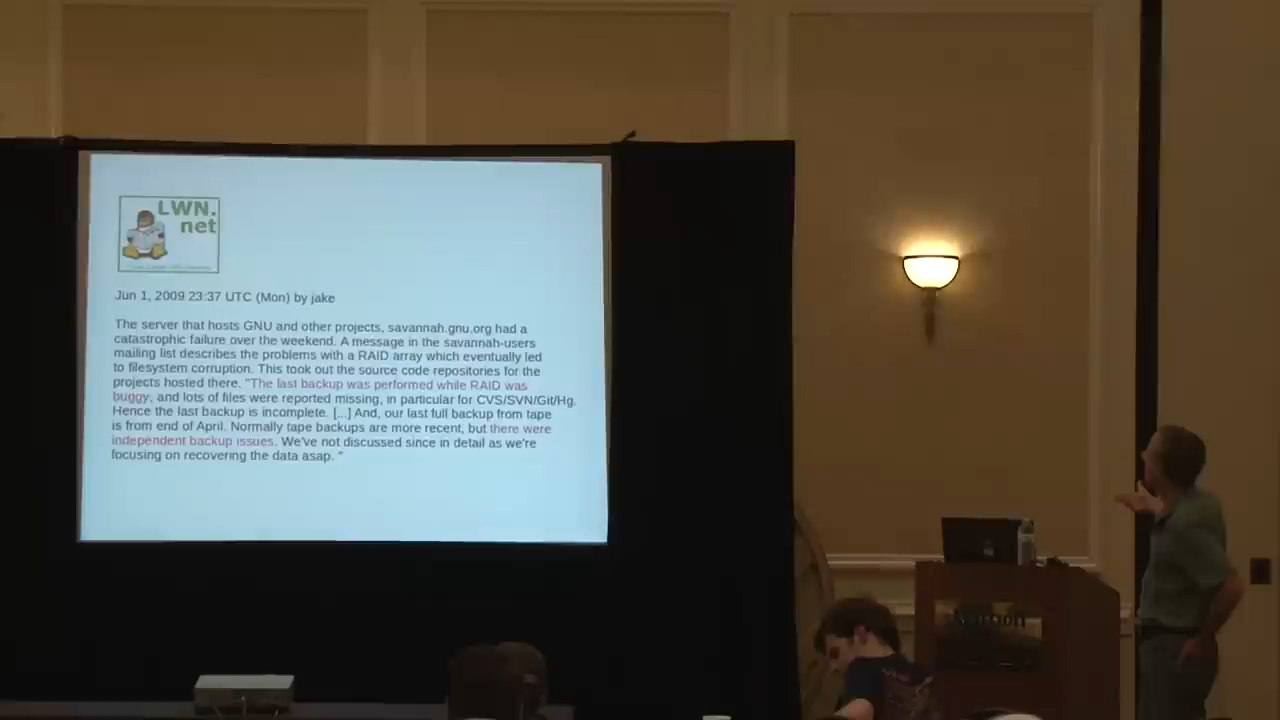 LWN.
net
Jun 1, 2009 23:37 UTC (Mon) by jake
The server that hosts GNU and other projects, savannah.gnu.org had a
catastrophic failure over the weekend. A message in the savannah-users
mailing list describes the problems with a RAID array which eventually led
to filesystem corruption. This took out the source code repositories for the
projects hosted there. "The last backup was performed while RAID was
buggy, and lots of files were reported missing, in particular for CVS/SVN/Git/Hg.
Hence the last backup is incomplete. [...] And, our last full backup from tape
is from end of April. Normally tape backups are more recent, but there were
independent backup issues. We've not discussed since in detail as we're
focusing on recovering the data asap. "